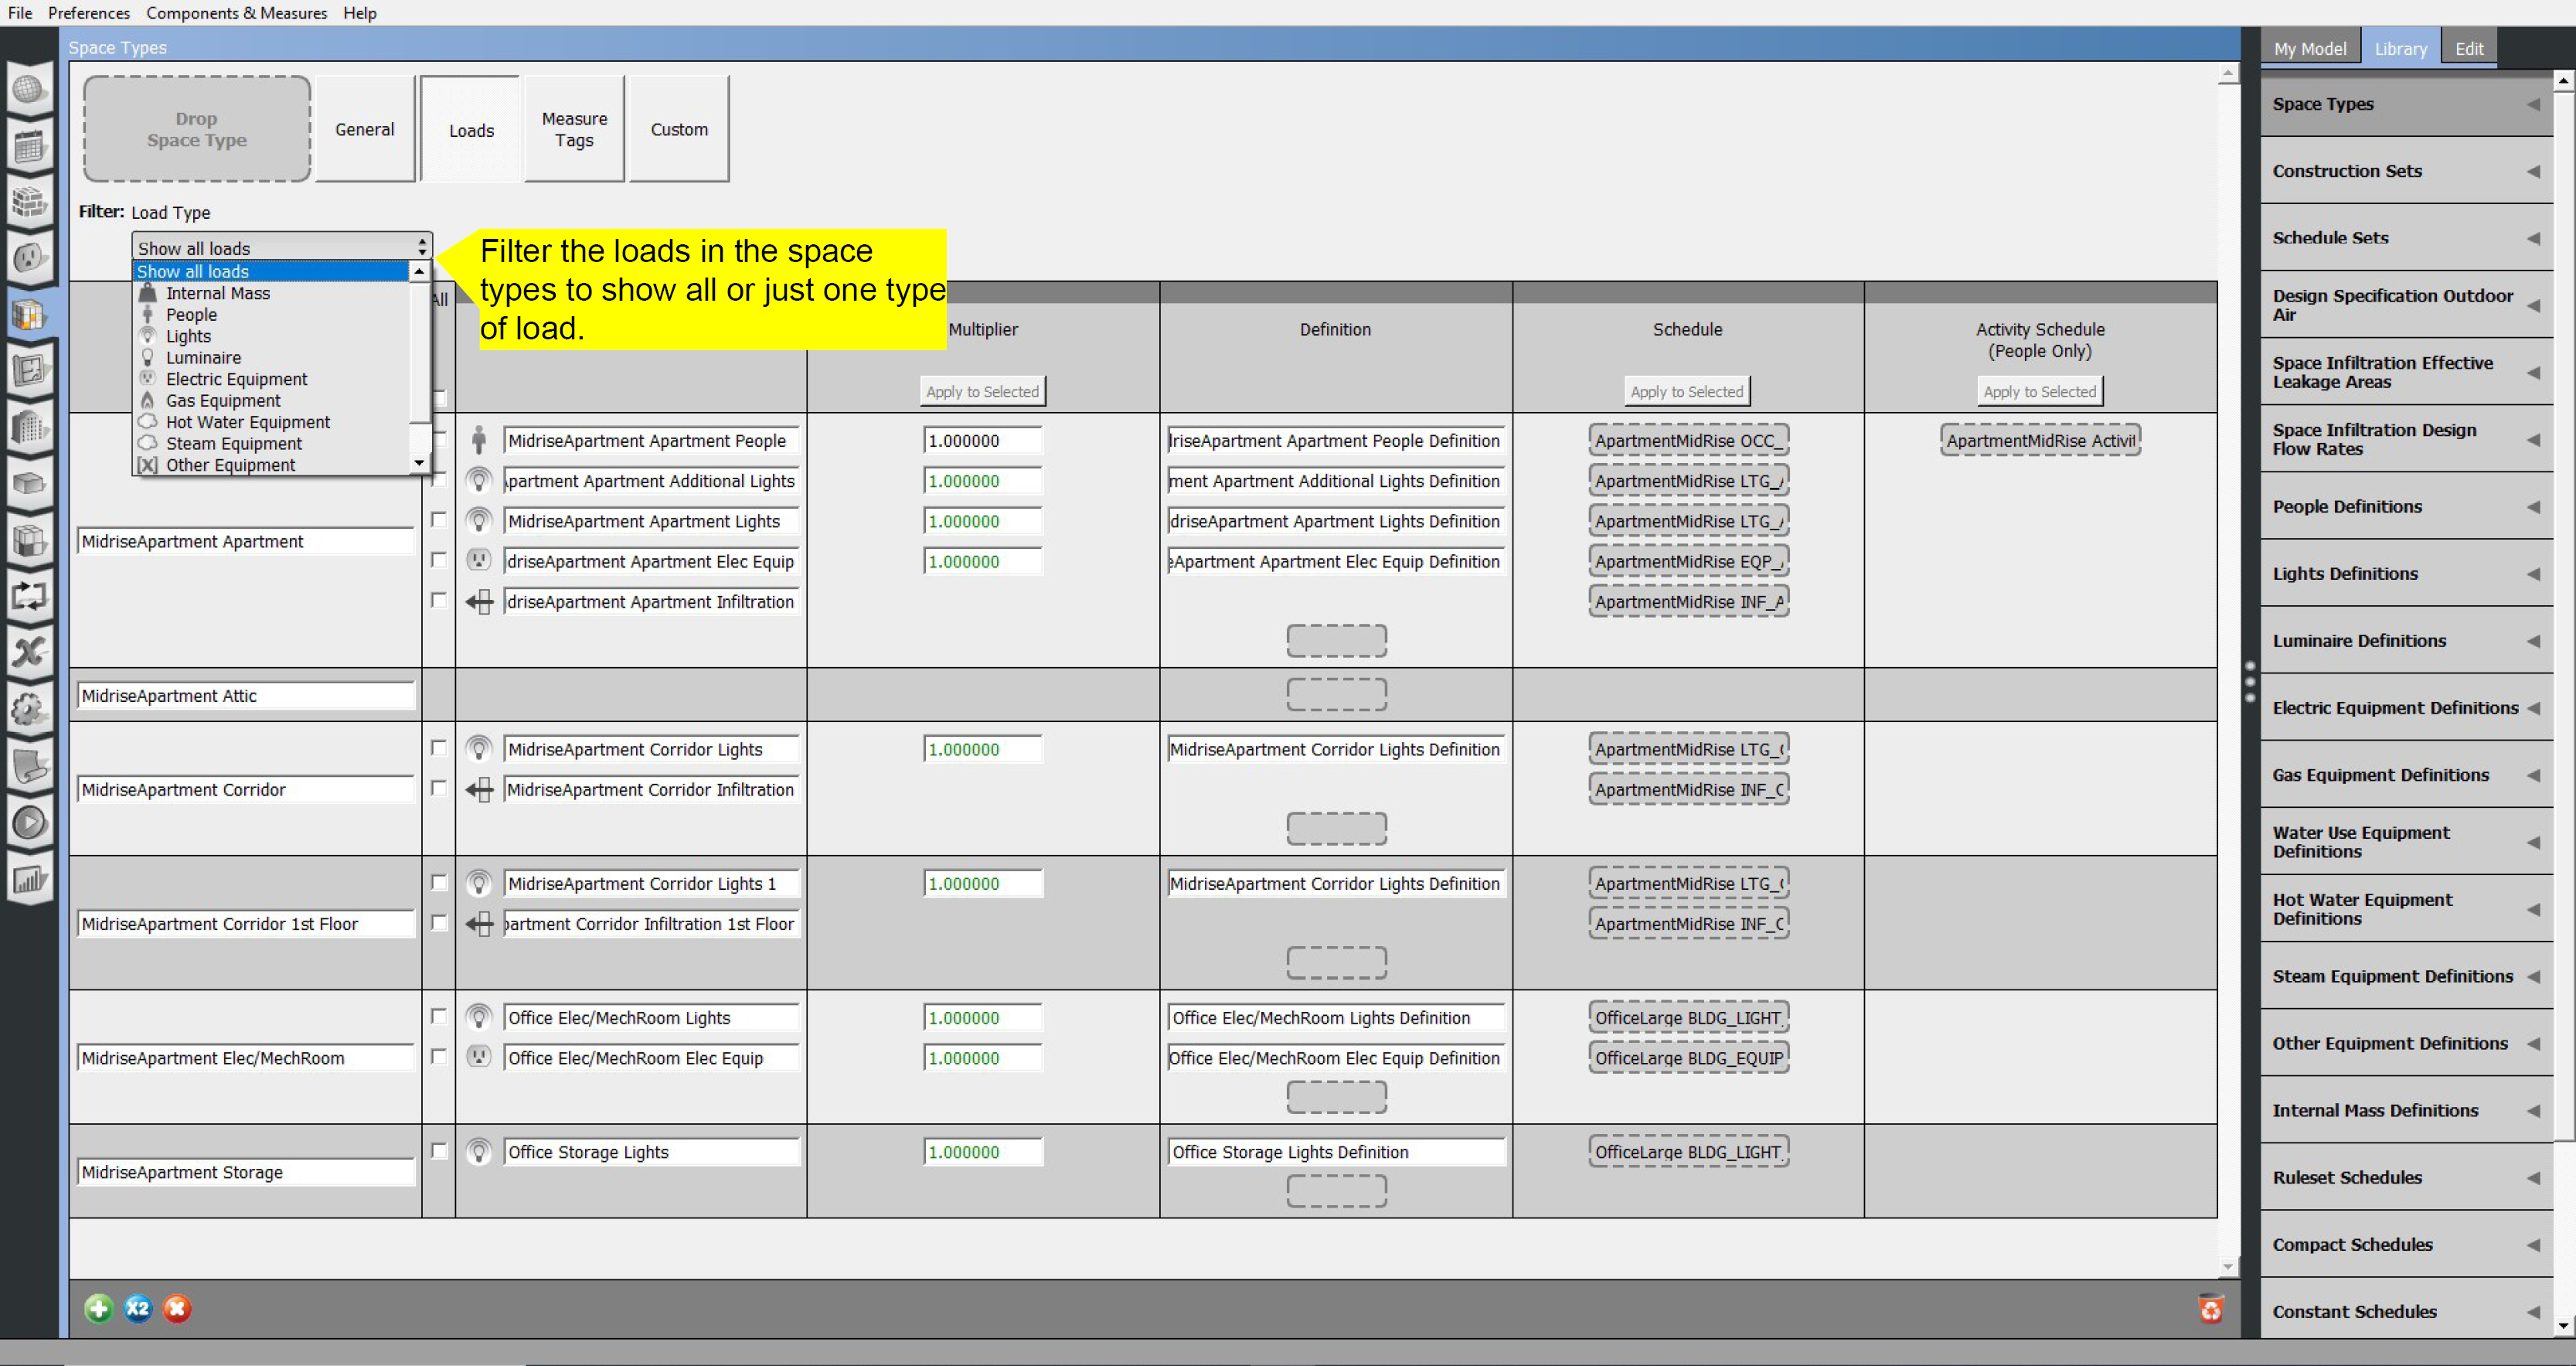 File Preferences Components & Measures Help
Space Types
My Model Library Edit
Drop
Space Type
General
Loads
Measure
Tags
Custom
Filter: Load Type
Show all loads
Show all loads
Internal Mass
People
Lights
Luminaire
Electric Equipment
Gas Equipment
Hot Water Equipment
Steam Equipment
[X] Other Equipment
Filter the loads in the space
types to show all or just one type
of load.
All
Multiplier
Apply to Selected
Definition
Schedule
Apply to Selected
Activity Schedule
(People Only)
Apply to Selected
MidriseApartment Apartment
MidriseApartment Apartment People 1.000000 lriseApartment Apartment People Definition ApartmentMidRise OCC_ ApartmentMidRise Activit
partment Apartment Additional Lights 1.000000 ment Apartment Additional Lights Definition ApartmentMidRise LTG_A
MidriseApartment Apartment Lights 1.000000 driseApartment Apartment Lights Definition ApartmentMidRise LTG_A
driseApartment Apartment Elec Equip 1.000000 eApartment Apartment Elec Equip Definition ApartmentMidRise EQP_A
driseApartment Apartment Infiltration ApartmentMidRise INF_A
MidriseApartment Attic
MidriseApartment Corridor
MidriseApartment Corridor Lights 1.000000 MidriseApartment Corridor Lights Definition ApartmentMidRise LTG_C
MidriseApartment Corridor Infiltration ApartmentMidRise INF_C
MidriseApartment Corridor 1st Floor
MidriseApartment Corridor Lights 1 1.000000 MidriseApartment Corridor Lights Definition ApartmentMidRise LTG_C
partment Corridor Infiltration 1st Floor ApartmentMidRise INF_C
MidriseApartment Elec/MechRoom
Office Elec/MechRoom Lights 1.000000 Office Elec/MechRoom Lights Definition OfficeLarge BLDG_LIGHT_
Office Elec/MechRoom Elec Equip 1.000000 Office Elec/MechRoom Elec Equip Definition OfficeLarge BLDG_EQUIP
MidriseApartment Storage
Office Storage Lights 1.000000 Office Storage Lights Definition OfficeLarge BLDG_LIGHT_
X2
Space Types
Construction Sets
Schedule Sets
Design Specification Outdoor
Air
Space Infiltration Effective
Leakage Areas
Space Infiltration Design
Flow Rates
People Definitions
Lights Definitions
Luminaire Definitions
Electric Equipment Definitions
Gas Equipment Definitions
Water Use Equipment
Definitions
Hot Water Equipment
Definitions
Steam Equipment Definitions
Other Equipment Definitions
Internal Mass Definitions
Ruleset Schedules
Compact Schedules
Constant Schedules